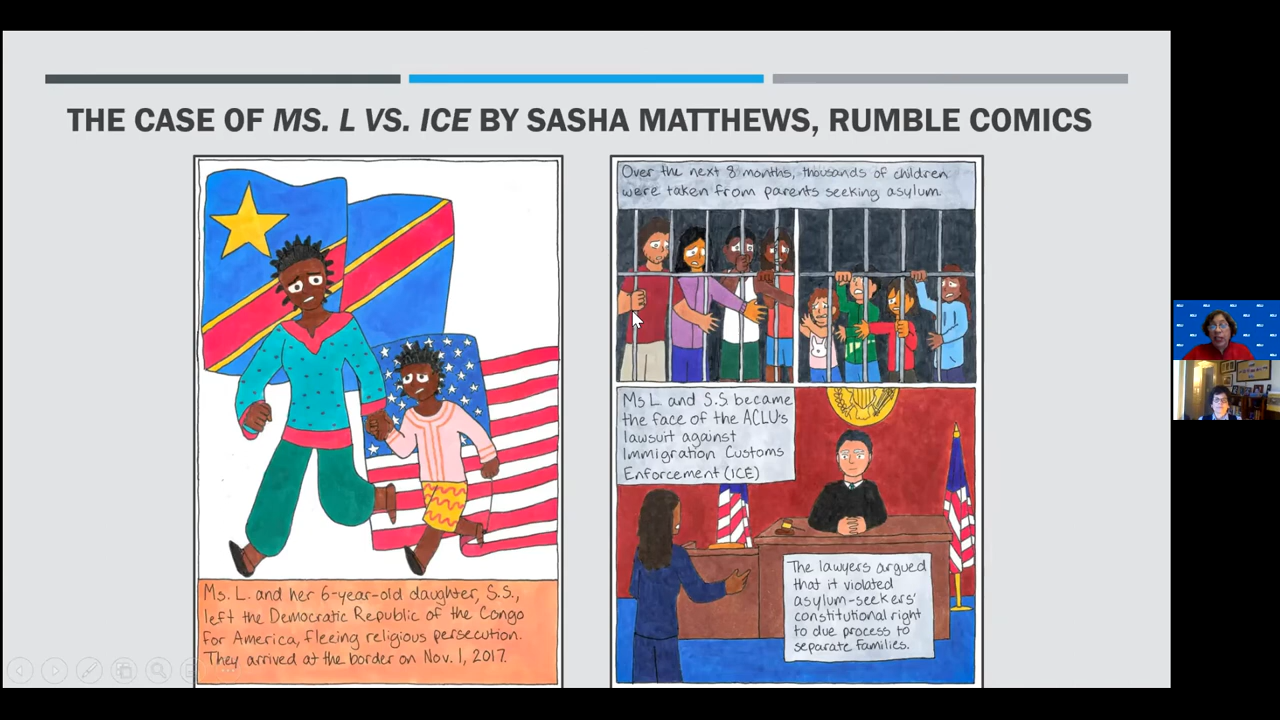 THE CASE OF MS. L VS. ICE BY SASHA MATTHEWS, RUMBLE COMICS
Ms. L. and her 6-year-old daughter, S.S.,
left the Democratic Republic of the Congo
for America, fleeing religious persecution.
They arrived at the border on Nov. 1, 2017.
Over the next 8 months, thousands of children
were taken from parents seeking asylum.
Ms L. and S.S became
the face of the ACLU's
lawsuit against
Immigration Customs
Enforcement (ICE)
The lawyers argued
that it violated
asylum-seekers'
constitutional right
to due process to
separate families.